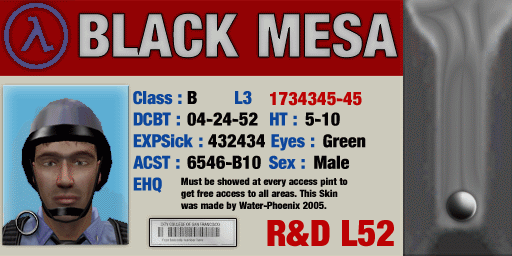 λ BLACK MESA
Class : B L3 1734345-45
DCBT : 04-24-52 HT : 5-10
EXPSick : 432434 Eyes : Green
ACST : 6546-B10 Sex : Male
EHQ Must be showed at every access pint to
get free access to all areas. This Skin
was made by Water-Phoenix 2005.
R&D L52